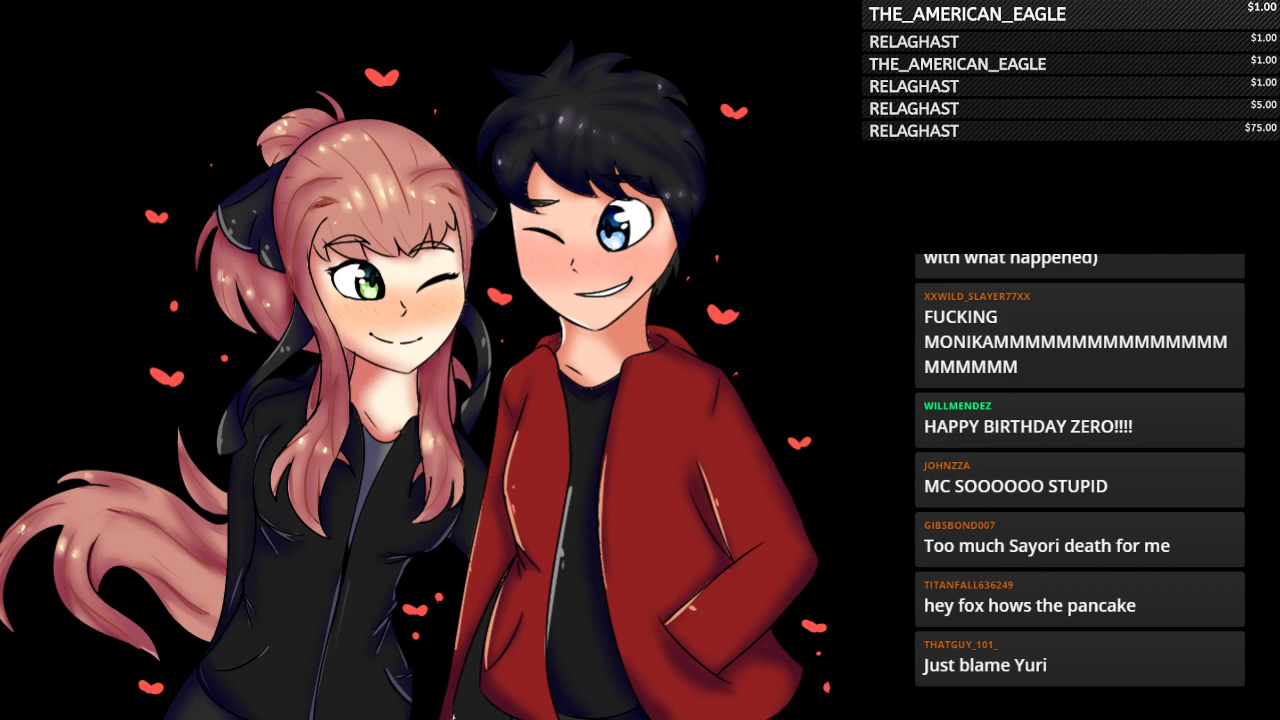 THE_AMERICAN_EAGLE $1.00
RELAGHAST $1.00
THE_AMERICAN_EAGLE $1.00
RELAGHAST $1.00
RELAGHAST $5.00
RELAGHAST $75.00
with what happened)
XXWILD_SLAYER77XX
FUCKING
MONIKAMMMMMMMMMMMMMMMM
MMMMMM
WILLMENDEZ
HAPPY BIRTHDAY ZERO!!!!
JOHNZZA
MC SOOOOOO STUPID
GIBSBOND007
Too much Sayori death for me
TITANFALL636249
hey fox hows the pancake
THATGUY_101_
Just blame Yuri